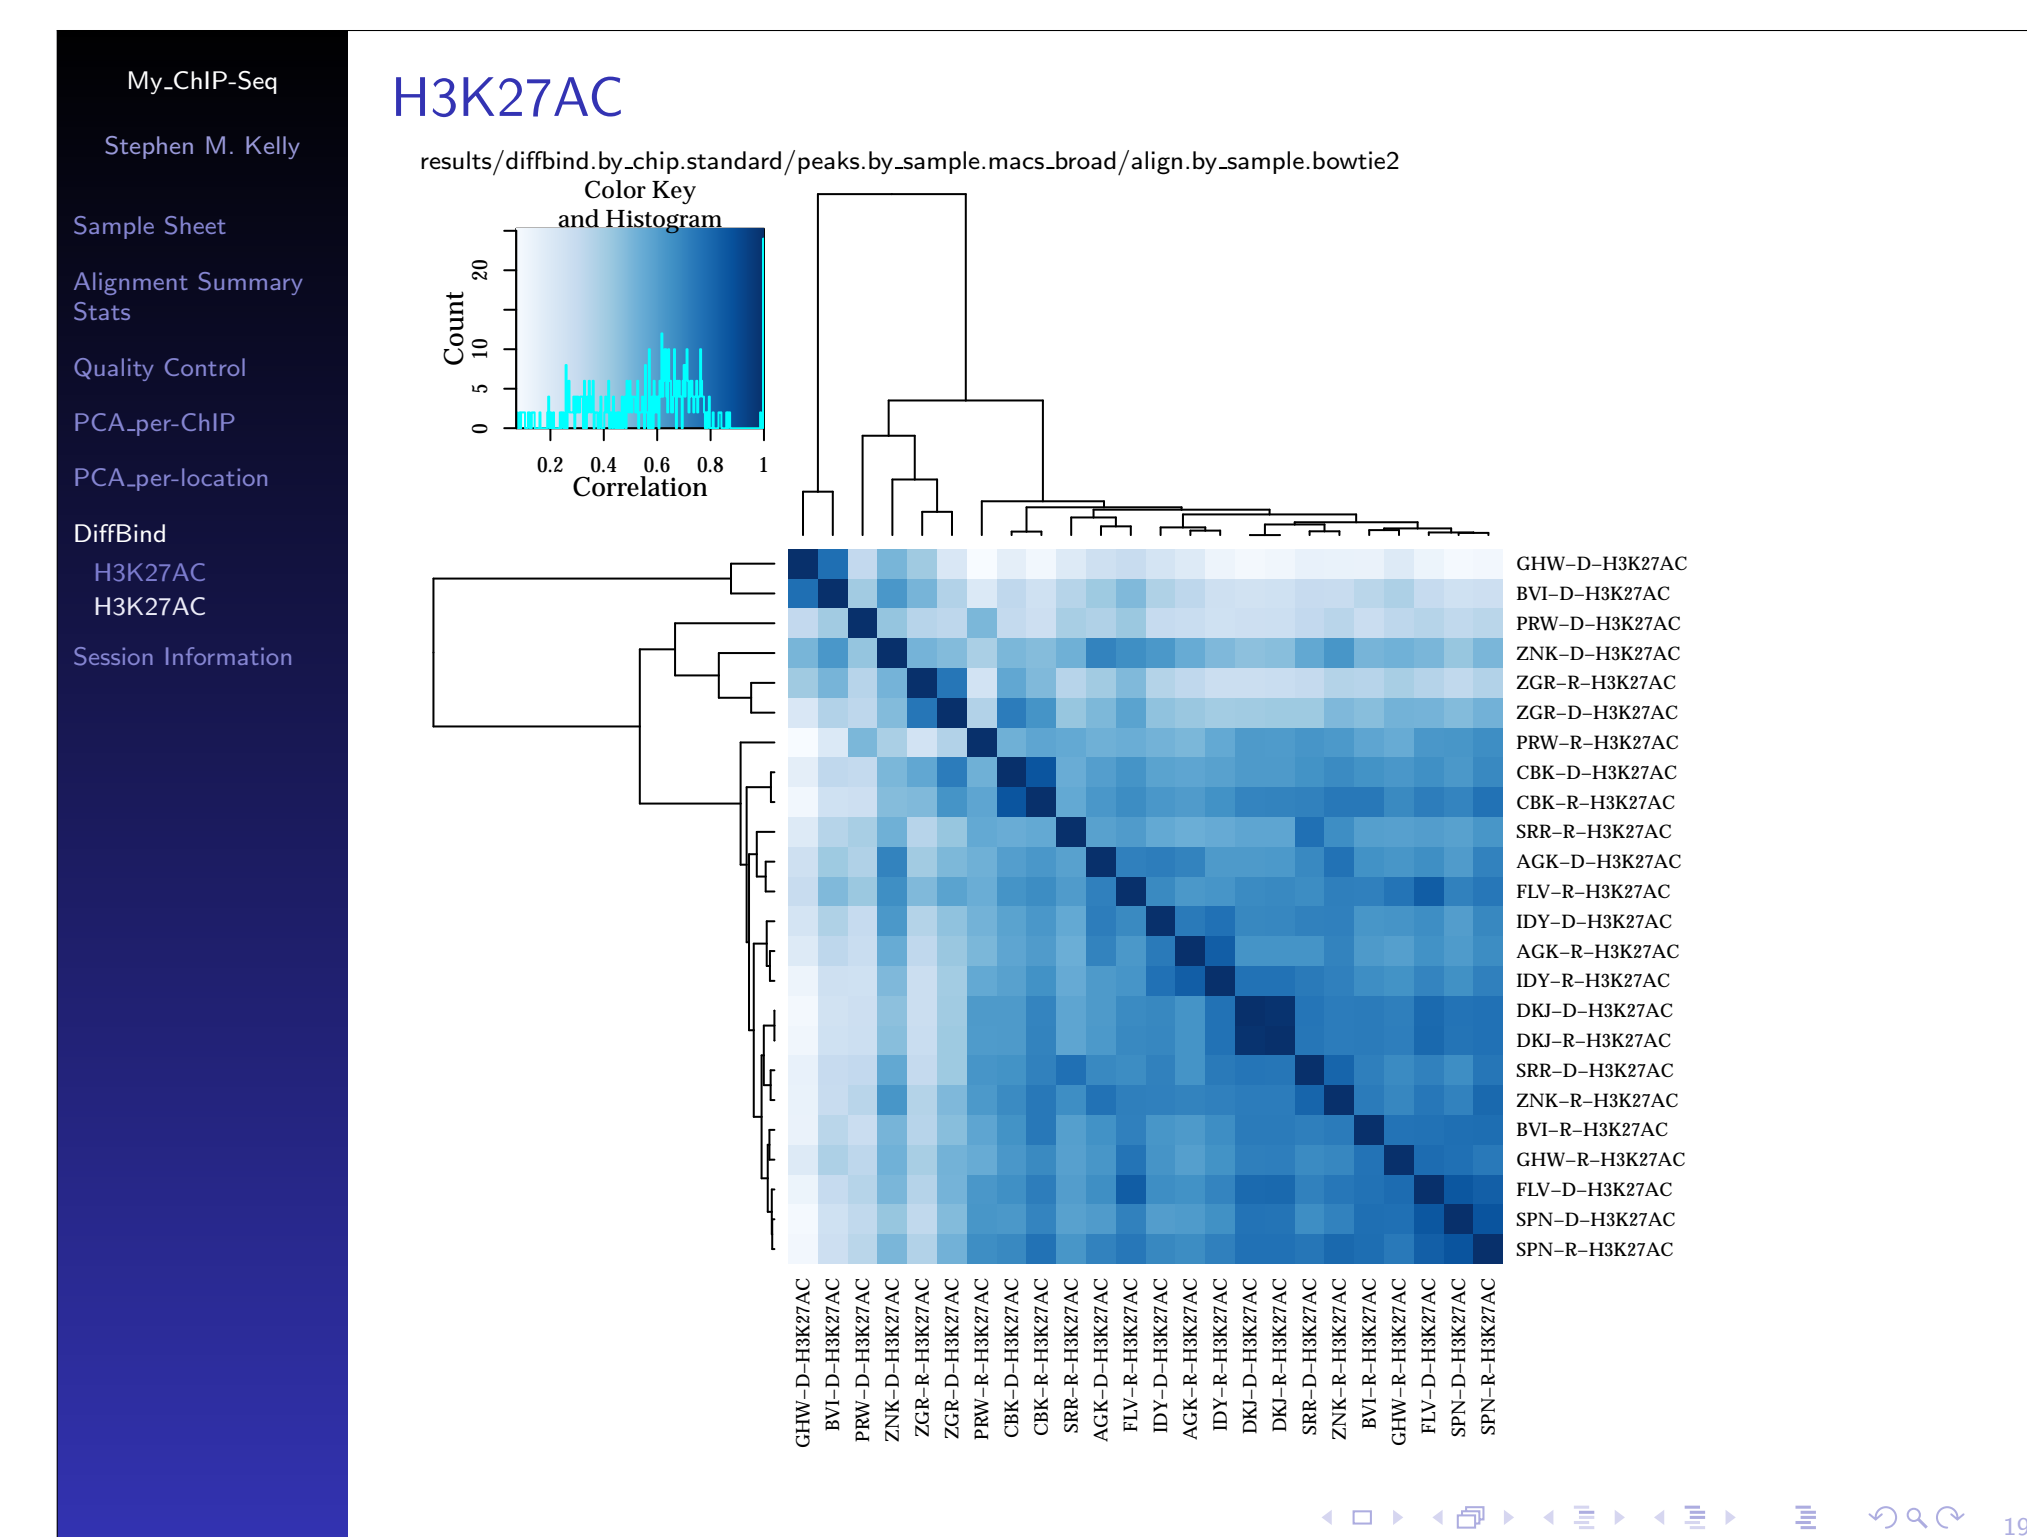 My_ChIP-Seq
Stephen M. Kelly
Sample Sheet
Alignment Summary
Stats
Quality Control
PCA_per-ChIP
PCA_per-location
DiffBind
H3K27AC
H3K27AC
Session Information
H3K27AC
results/diffbind.by_chip.standard/peaks.by_sample.macs_broad/align.by_sample.bowtie2
Color Key
and Histogram
Count
0 5 10 20
0.2 0.4 0.6 0.8 1
Correlation
GHW−D−H3K27AC
BVI−D−H3K27AC
PRW−D−H3K27AC
ZNK−D−H3K27AC
ZGR−R−H3K27AC
ZGR−D−H3K27AC
PRW−R−H3K27AC
CBK−D−H3K27AC
CBK−R−H3K27AC
SRR−R−H3K27AC
AGK−D−H3K27AC
FLV−R−H3K27AC
IDY−D−H3K27AC
AGK−R−H3K27AC
IDY−R−H3K27AC
DKJ−D−H3K27AC
DKJ−R−H3K27AC
SRR−D−H3K27AC
ZNK−R−H3K27AC
BVI−R−H3K27AC
GHW−R−H3K27AC
FLV−D−H3K27AC
SPN−D−H3K27AC
SPN−R−H3K27AC
GHW−D−H3K27AC
BVI−D−H3K27AC
PRW−D−H3K27AC
ZNK−D−H3K27AC
ZGR−R−H3K27AC
ZGR−D−H3K27AC
PRW−R−H3K27AC
CBK−D−H3K27AC
CBK−R−H3K27AC
SRR−R−H3K27AC
AGK−D−H3K27AC
FLV−R−H3K27AC
IDY−D−H3K27AC
AGK−R−H3K27AC
IDY−R−H3K27AC
DKJ−D−H3K27AC
DKJ−R−H3K27AC
SRR−D−H3K27AC
ZNK−R−H3K27AC
BVI−R−H3K27AC
GHW−R−H3K27AC
FLV−D−H3K27AC
SPN−D−H3K27AC
SPN−R−H3K27AC
19